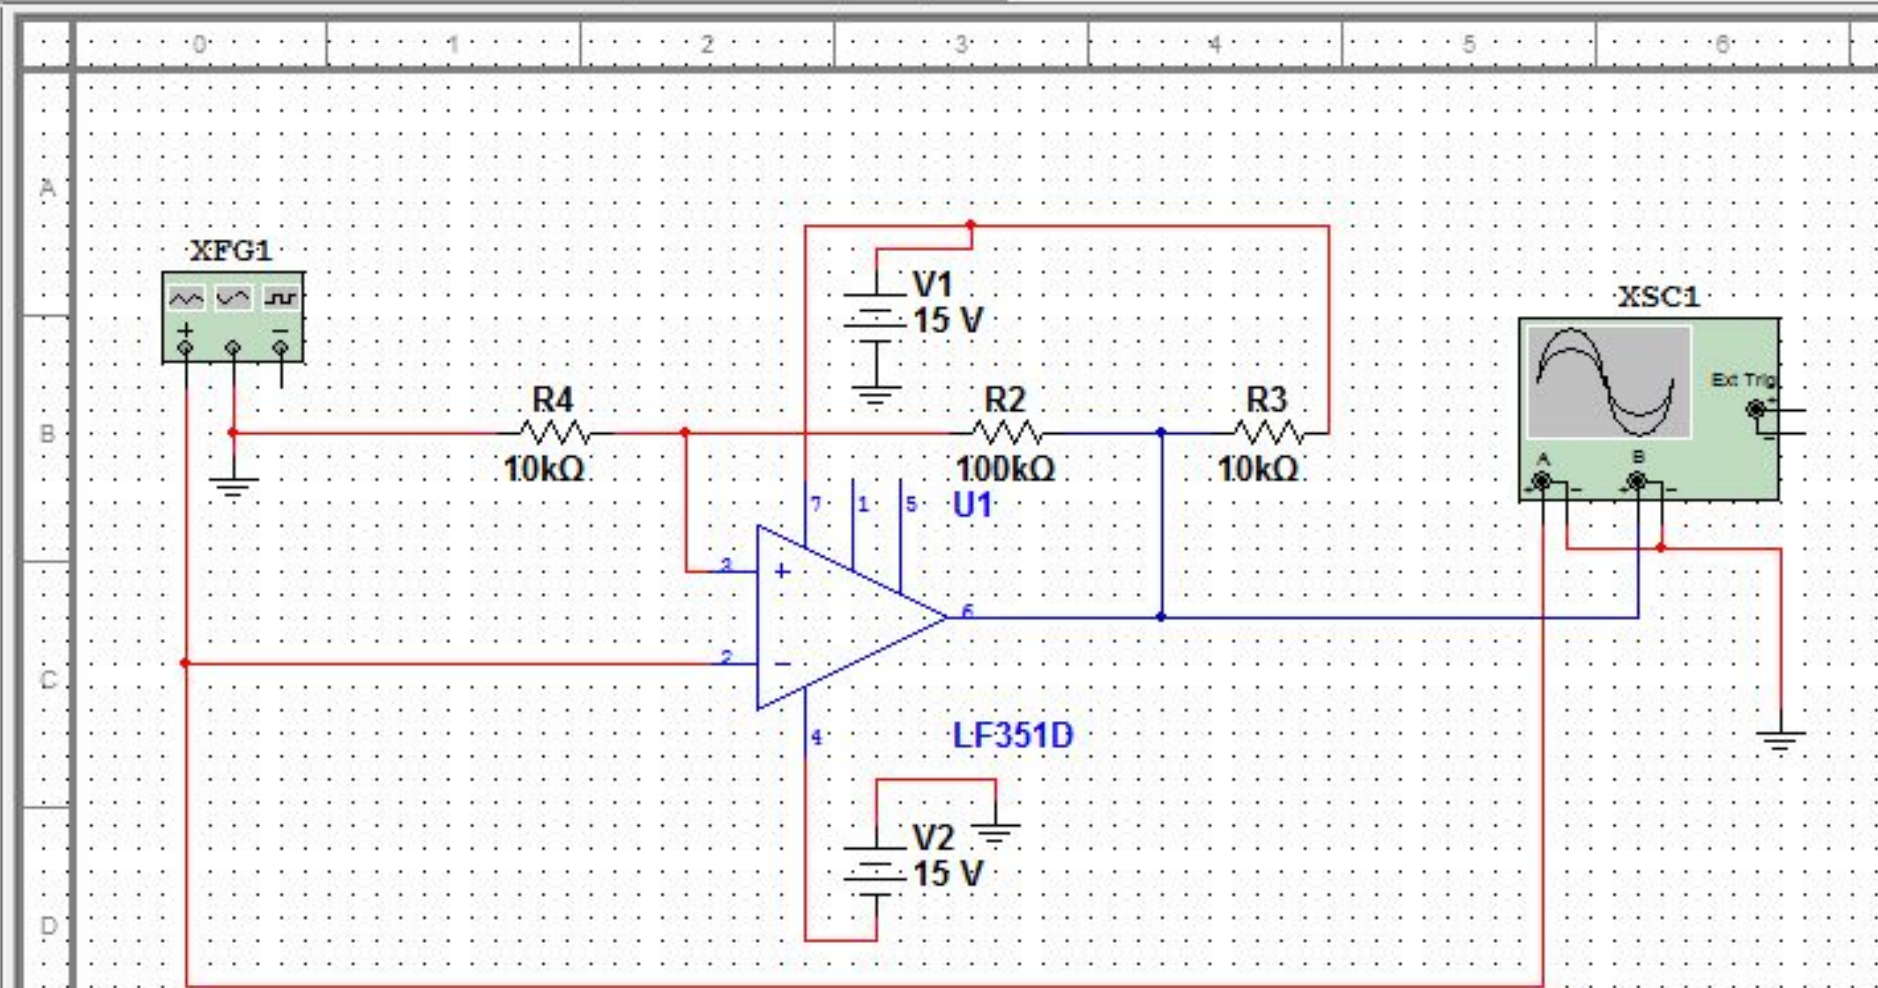 0 1 2 3 4 5 6
A
XFG1
V1
15 V
XSC1
+ −
Ext Trig
+
−
R4
R2
R3
B
10kΩ
100kΩ
10kΩ
A B
+ − + −
7 1 5 U1
3 +
6
2 −
C
4
LF351D
V2
15 V
D